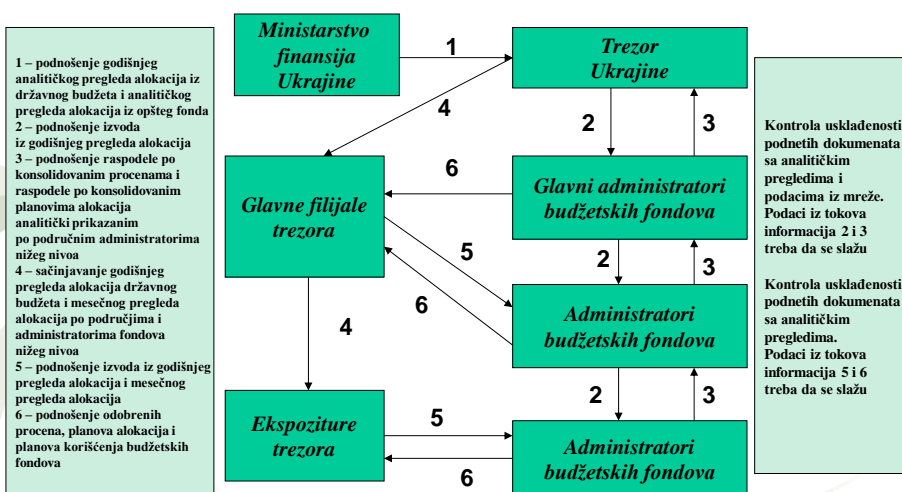 1 – podnošenje godišnjeg
analitičkog pregleda alokacija iz
državnog budžeta i analitičkog
pregleda alokacija iz opšteg fonda
2 – podnošenje izvoda
iz godišnjeg pregleda alokacija
3 – podnošenje raspodele po
konsolidovanim procenama i
raspodele po konsolidovanim
planovima alokacija
analitički prikazanim
po područnim administratorima
nižeg nivoa
4 – sačinjavanje godišnjeg
pregleda alokacija državnog
budžeta i mesečnog pregleda
alokacija po područjima i
administratorima fondova
nižeg nivoa
5 – podnošenje izvoda iz godišnjeg
pregleda alokacija i mesečnog
pregleda alokacija
6 – podnošenje odobrenih
procena, planova alokacija i
planova korišćenja budžetskih
fondova
Ministarstvo
finansija
Ukrajine
1
Trezor
Ukrajine
4
2
3
Glavne filijale
trezora
6
Glavni administratori
budžetskih fondova
5
2
3
6
4
Administratori
budžetskih fondova
2
3
Ekspoziture
trezora
5
6
Administratori
budžetskih fondova
Kontrola usklađenosti
podnetih dokumenata
sa analitičkim
pregledima i
podacima iz mreže.
Podaci iz tokova
informacija 2 i 3
treba da se slažu
Kontrola usklađenosti
podnetih dokumenata
sa analitičkim
pregledima.
Podaci iz tokova
informacija 5 i 6
treba da se slažu